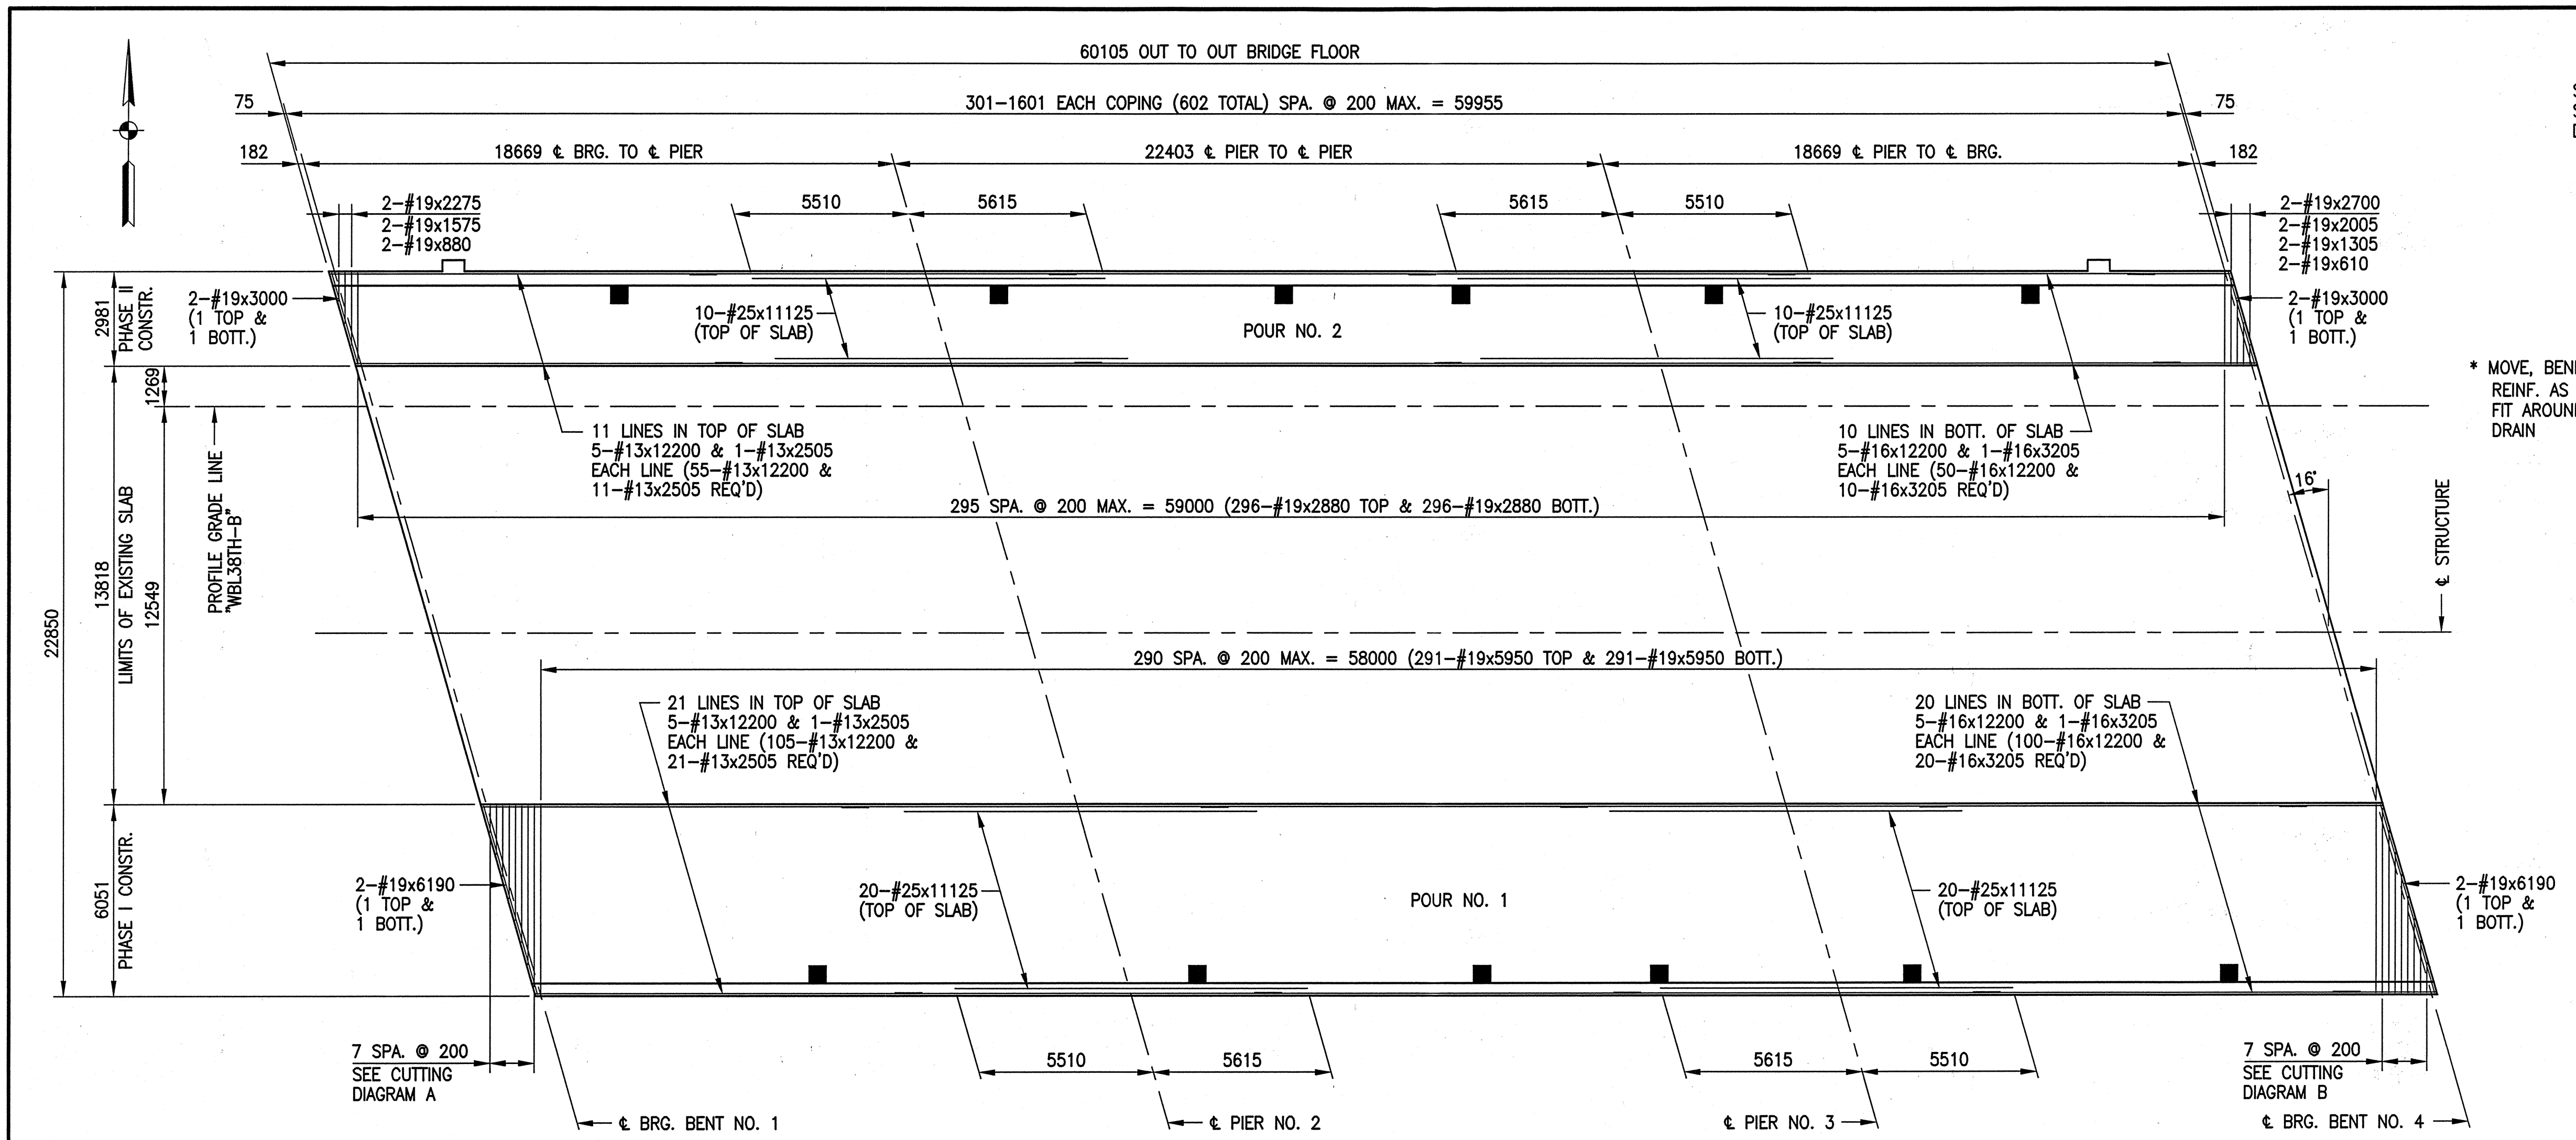 60105 OUT TO OUT BRIDGE FLOOR
75
301-1601 EACH COPING (602 TOTAL) SPA. @ 200 MAX. = 59955
75
182
18669 ℄ BRG. TO ℄ PIER
22403 ℄ PIER TO ℄ PIER
18669 ℄ PIER TO ℄ BRG.
182
2-#19x2275
2-#19x1575
2-#19x880
5510
5615
5615
5510
2-#19x2700
2-#19x2005
2-#19x1305
2-#19x610
2981
PHASE II
CONSTR.
2-#19x3000
(1 TOP &
1 BOTT.)
10-#25x11125
(TOP OF SLAB)
POUR NO. 2
10-#25x11125
(TOP OF SLAB)
2-#19x3000
(1 TOP &
1 BOTT.)
1269
* MOVE, BEN
REINF. AS
FIT AROUN
DRAIN
11 LINES IN TOP OF SLAB
5-#13x12200 & 1-#13x2505
EACH LINE (55-#13x12200 &
11-#13x2505 REQ'D)
10 LINES IN BOTT. OF SLAB
5-#16x12200 & 1-#16x3205
EACH LINE (50-#16x12200 &
10-#16x3205 REQ'D)
16°
295 SPA. @ 200 MAX. = 59000 (296-#19x2880 TOP & 296-#19x2880 BOTT.)
22850
13818
LIMITS OF EXISTING SLAB
12549
PROFILE GRADE LINE
"WBL38TH-B"
℄ STRUCTURE
290 SPA. @ 200 MAX. = 58000 (291-#19x5950 TOP & 291-#19x5950 BOTT.)
21 LINES IN TOP OF SLAB
5-#13x12200 & 1-#13x2505
EACH LINE (105-#13x12200 &
21-#13x2505 REQ'D)
20 LINES IN BOTT. OF SLAB
5-#16x12200 & 1-#16x3205
EACH LINE (100-#16x12200 &
20-#16x3205 REQ'D)
6051
PHASE I CONSTR.
2-#19x6190
(1 TOP &
1 BOTT.)
20-#25x11125
(TOP OF SLAB)
POUR NO. 1
20-#25x11125
(TOP OF SLAB)
2-#19x6190
(1 TOP &
1 BOTT.)
7 SPA. @ 200
SEE CUTTING
DIAGRAM A
5510
5615
5615
5510
7 SPA. @ 200
SEE CUTTING
DIAGRAM B
℄ BRG. BENT NO. 1
℄ PIER NO. 2
℄ PIER NO. 3
℄ BRG. BENT NO. 4